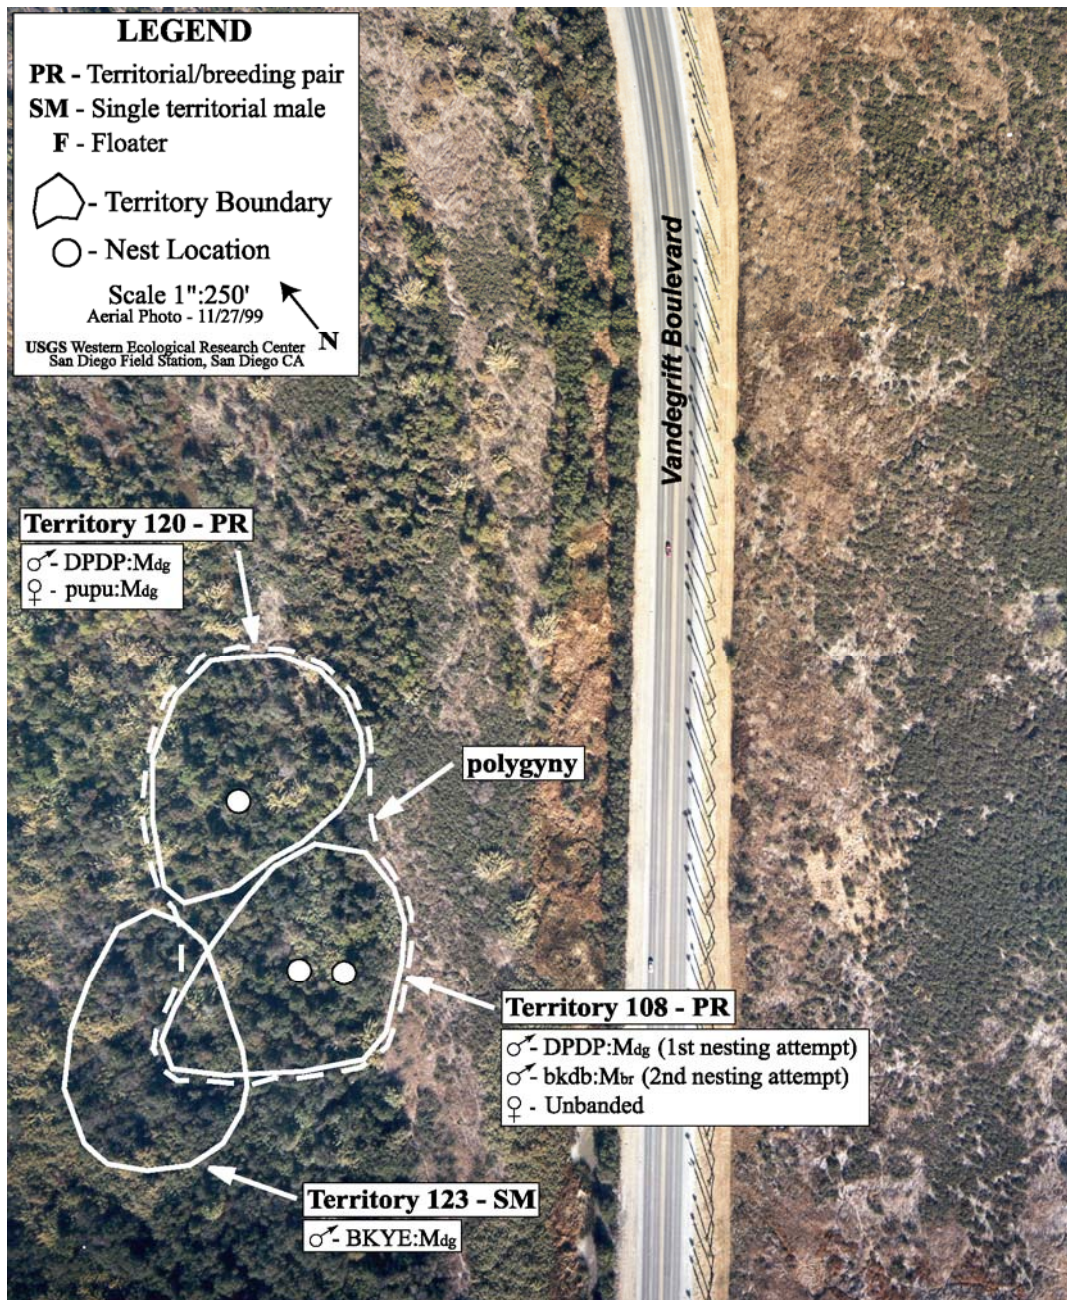 LEGEND
PR - Territorial/breeding pair
SM - Single territorial male
F - Floater
- Territory Boundary
- Nest Location
Scale 1":250'
Aerial Photo - 11/27/99
N
USGS Western Ecological Research Center
San Diego Field Station, San Diego CA
Vandegrift Boulevard
Territory 120 - PR
♂ - DPDP:Mdg
♀ - pupu:Mdg
polygyny
Territory 108 - PR
♂ - DPDP:Mdg (1st nesting attempt)
♂ - bkdb:Mbr (2nd nesting attempt)
♀ - Unbanded
Territory 123 - SM
♂ - BKYE:Mdg